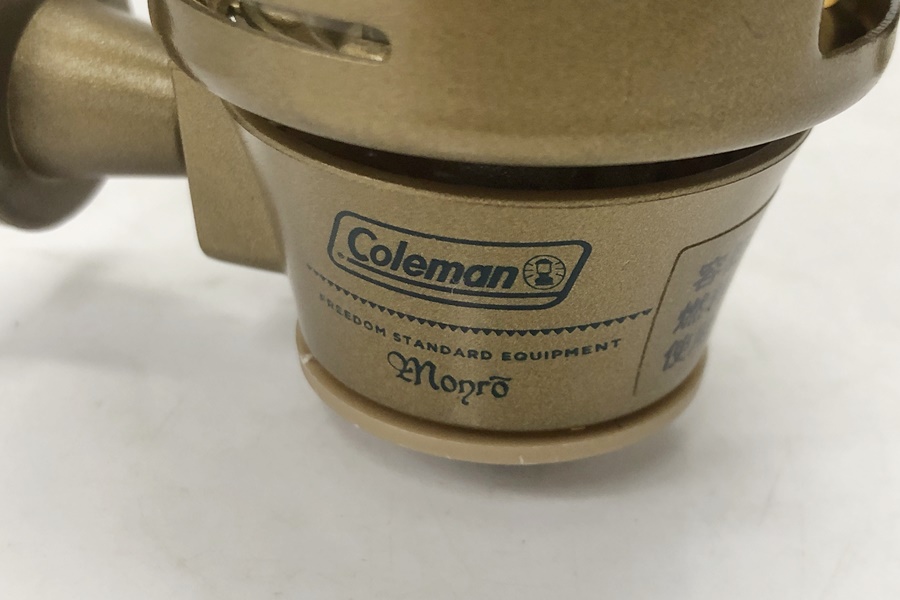 Coleman
FREEDOM STANDARD EQUIPMENT
Monro